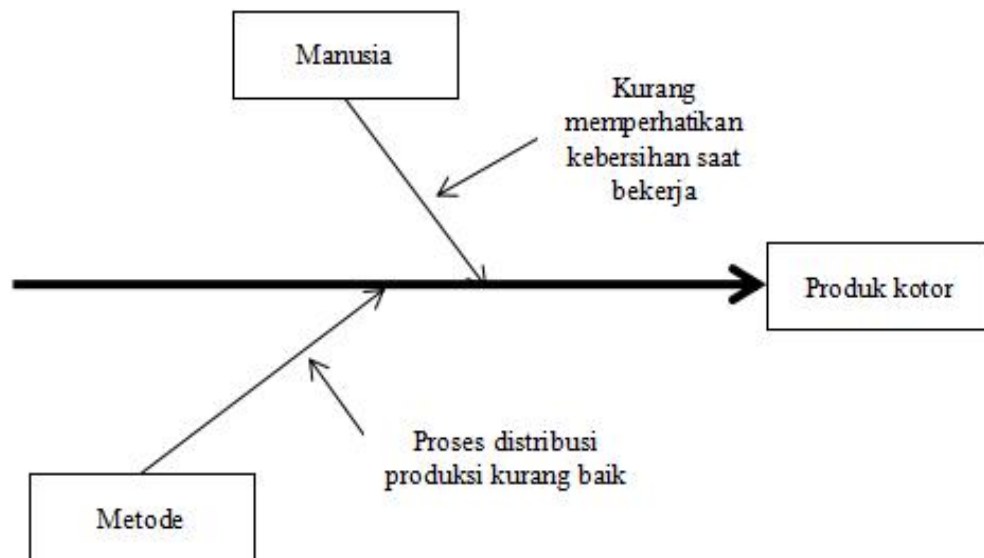 Manusia
Kurang
memperhatikan
kebersihan saat
bekerja
Produk kotor
Proses distribusi
produksi kurang baik
Metode